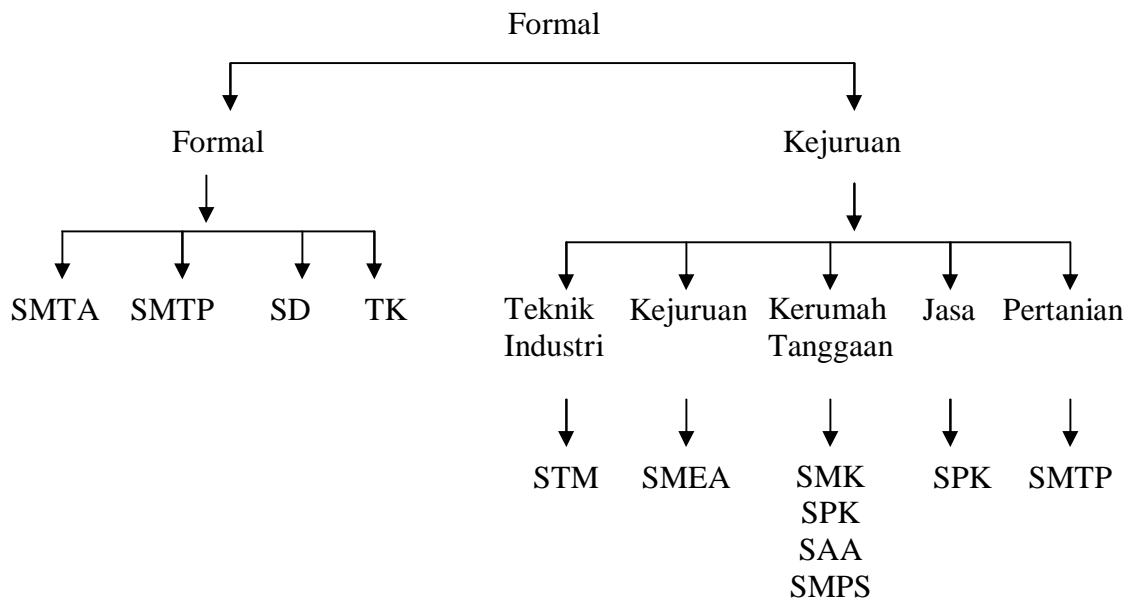 Formal
Formal Kejuruan
SMTA SMTP SD TK Teknik Kejuruan Kerumah Jasa Pertanian
Industri Tanggaan
STM SMEA SMK SPK SMTP
SPK
SAA
SMPS